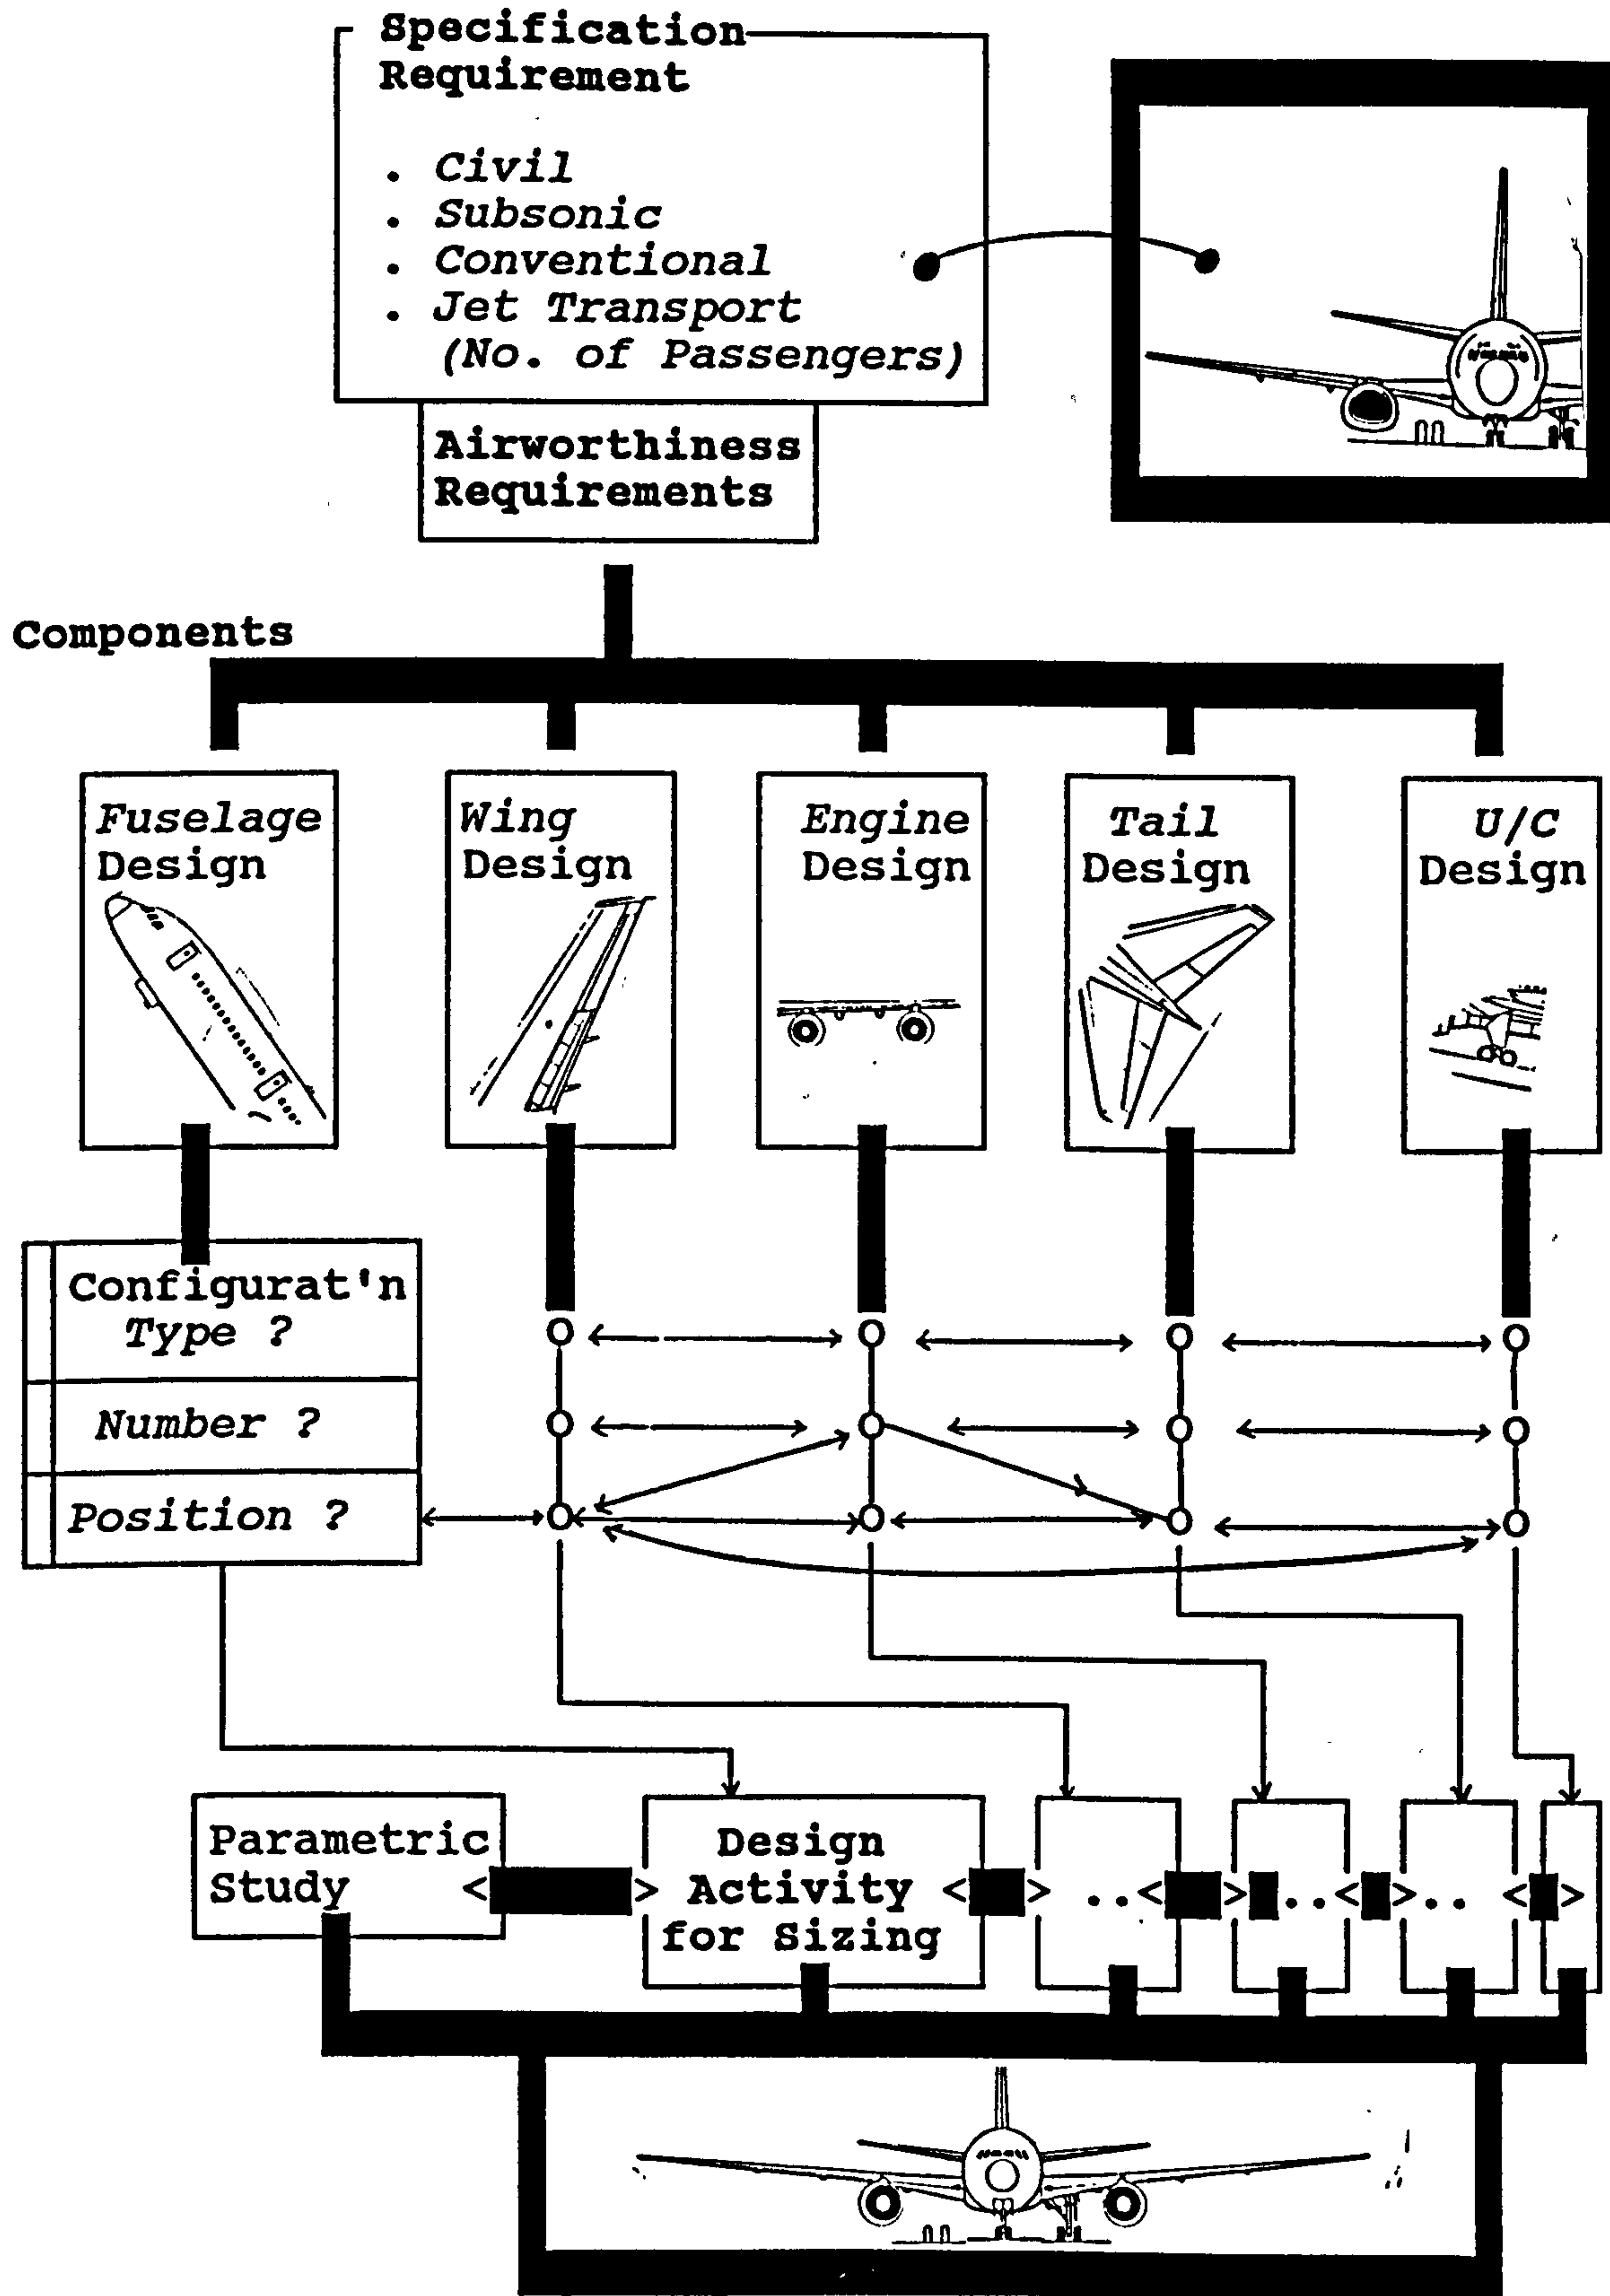 Specification
Requirement
. Civil
. Subsonic
. Conventional
. Jet Transport
(No. of Passengers)
Airworthiness
Requirements
Components
Fuselage
Design
Wing
Design
Engine
Design
Tail
Design
U/C
Design
Configurat'n
Type ?
Number ?
Position ?
Parametric
Study
Design
Activity
for Sizing
..
..
..